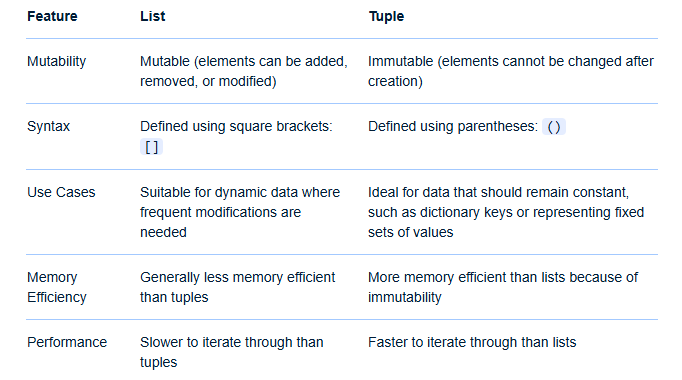 Feature List Tuple
Mutability Mutable (elements can be added, Immutable (elements cannot be changed after
removed, or modified) creation)
Syntax Defined using square brackets: Defined using parentheses: ()
[]
Use Cases Suitable for dynamic data where Ideal for data that should remain constant,
frequent modifications are such as dictionary keys or representing fixed
needed sets of values
Memory Generally less memory efficient More memory efficient than lists because of
Efficiency than tuples immutability
Performance Slower to iterate through than Faster to iterate through than lists
tuples